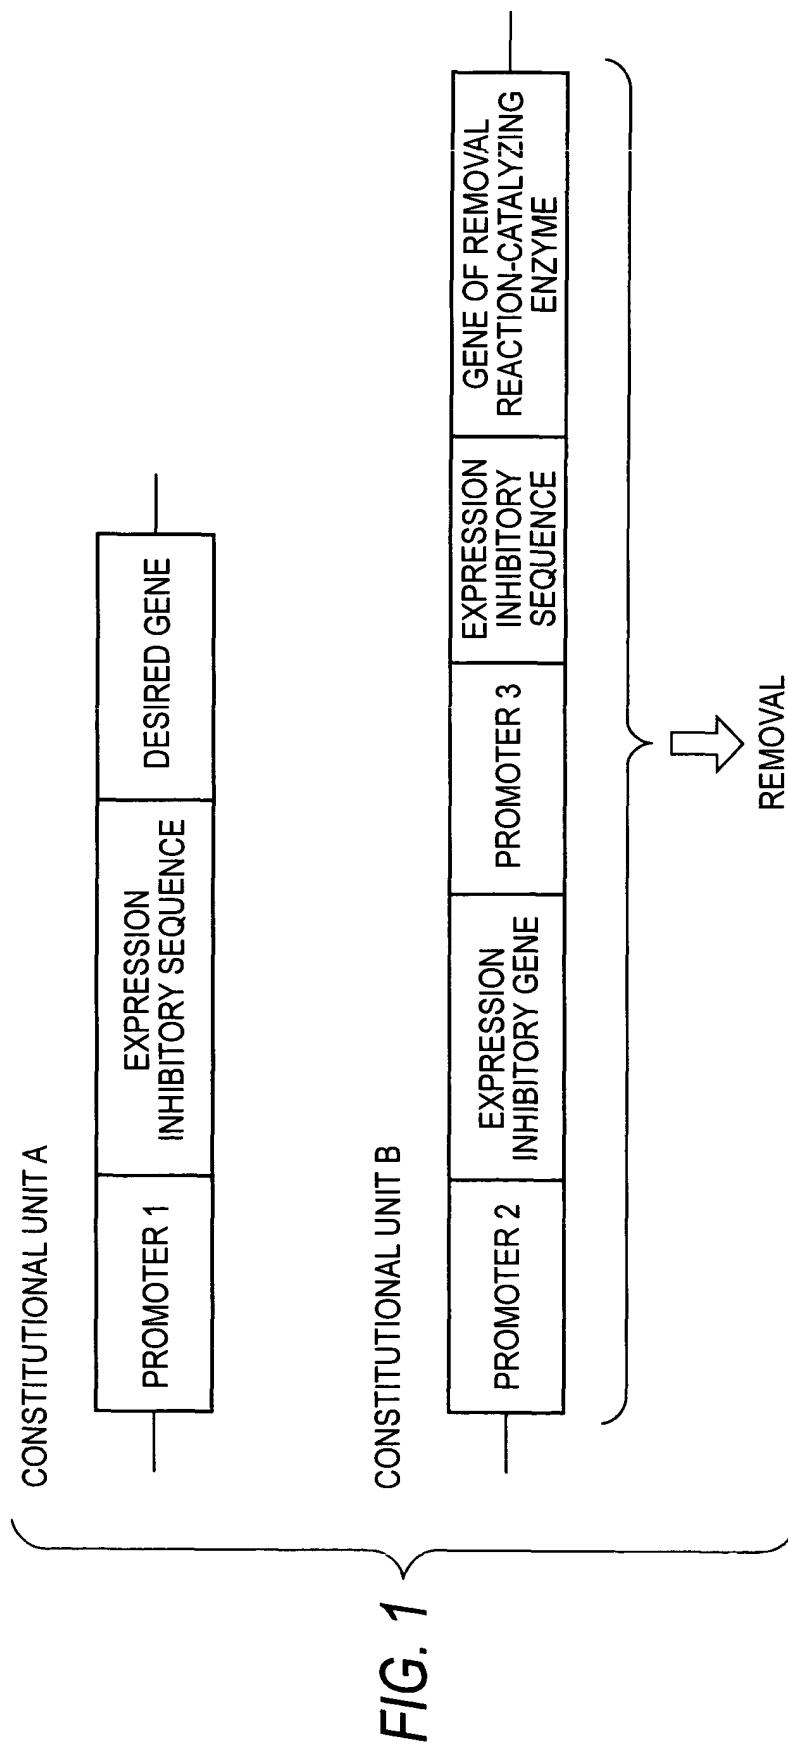 FIG. 1
CONSTITUTIONAL UNIT A
PROMOTER 1
EXPRESSION
INHIBITORY SEQUENCE
DESIRED GENE
CONSTITUTIONAL UNIT B
PROMOTER 2
EXPRESSION
INHIBITORY GENE
PROMOTER 3
EXPRESSION
INHIBITORY
SEQUENCE
GENE OF REMOVAL
REACTION-CATALYZING
ENZYME
REMOVAL